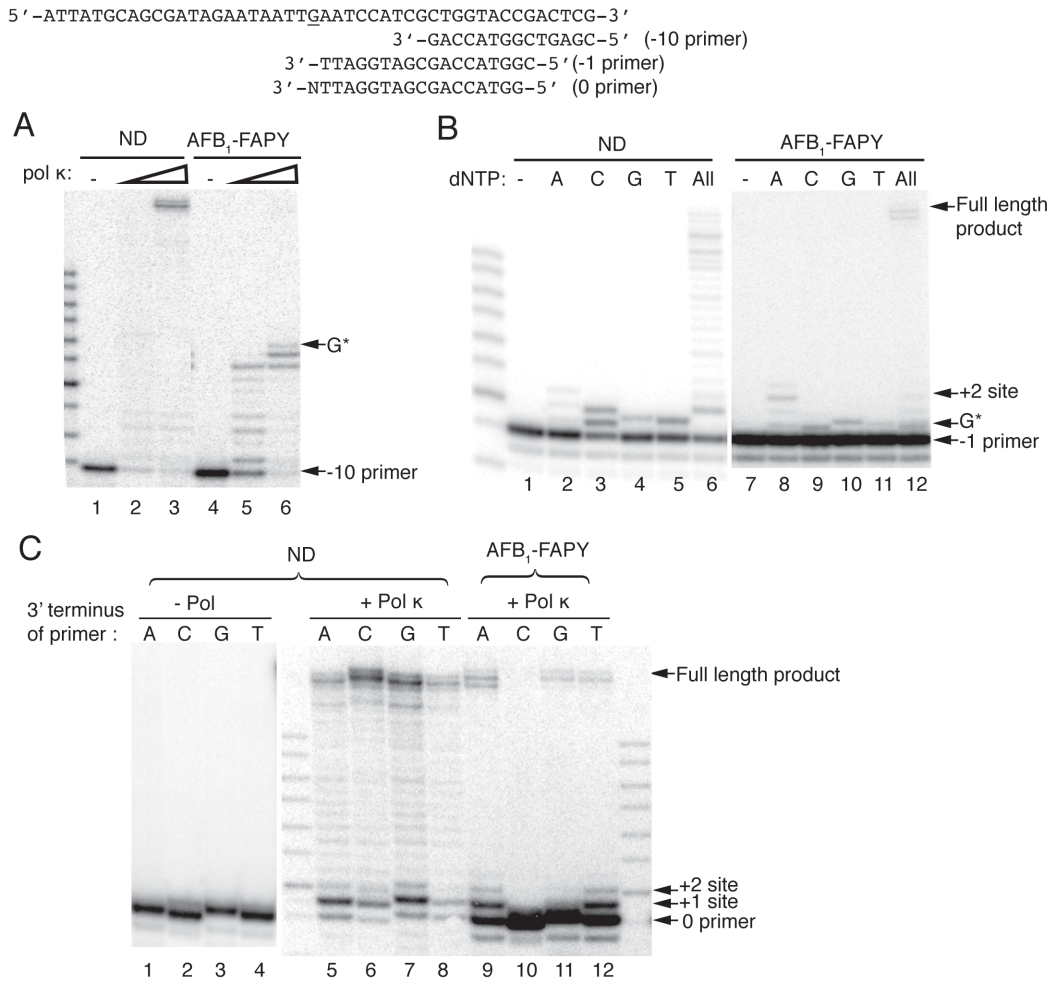 5′-ATTATGCAGCGATAGAATAATTGAATCCATCGCTGGTACCGACTCG-3′
3′-GACCATGGCTGAGC-5′ (-10 primer)
3′-TTAGGTAGCGACCATGGC-5′ (-1 primer)
3′-NTTAGGTAGCGACCATGG-5′ (0 primer)
A
ND AFB1-FAPY
pol κ: - -
G*
-10 primer
1 2 3 4 5 6
B
ND AFB1-FAPY
dNTP: - A C G T All - A C G T All
Full length
product
+2 site
G*
-1 primer
1 2 3 4 5 6 7 8 9 10 11 12
C
ND AFB1-FAPY
3′ terminus
of primer :
- Pol + Pol κ + Pol κ
A C G T A C G T A C G T
Full length product
+2 site
+1 site
0 primer
1 2 3 4 5 6 7 8 9 10 11 12